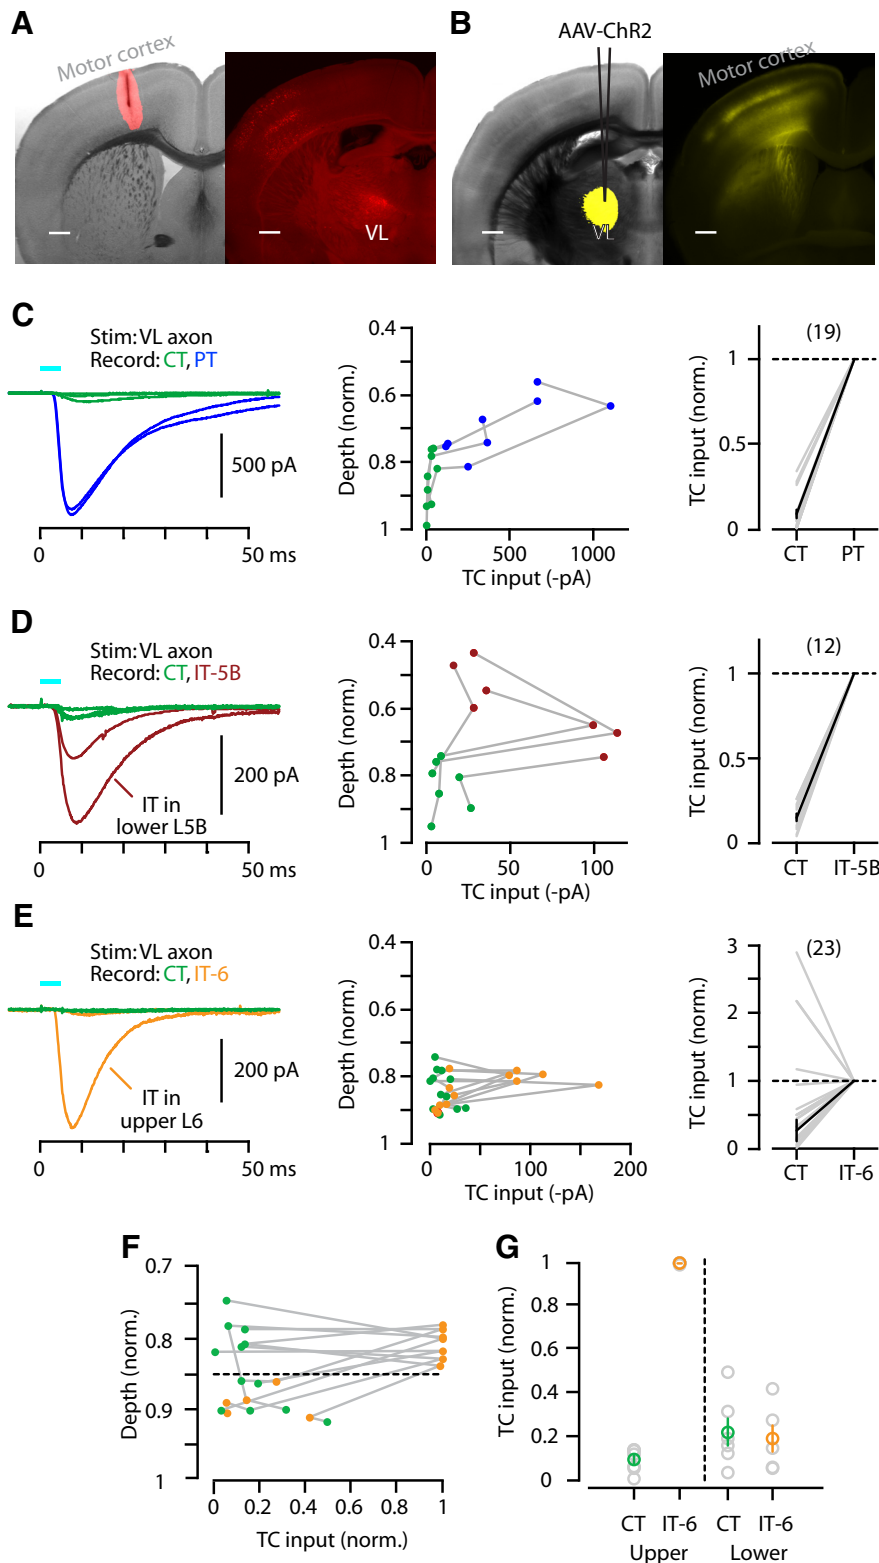 A
Motor cortex
VL
B
AAV-ChR2
VL
Motor cortex
C
Stim: VL axon
Record: CT, PT
500 pA
0
50 ms
Depth (norm.)
0.4
0.6
0.8
1
0
500
1000
TC input (-pA)
(19)
TC input (norm.)
1
0.5
0
CT
PT
D
Stim: VL axon
Record: CT, IT-5B
200 pA
IT in
lower L5B
0
50 ms
Depth (norm.)
0.4
0.6
0.8
1
0
50
100
TC input (-pA)
(12)
TC input (norm.)
1
0.5
0
CT
IT-5B
E
Stim: VL axon
Record: CT, IT-6
200 pA
IT in
upper L6
0
50 ms
Depth (norm.)
0.4
0.6
0.8
1
0
100
200
TC input (-pA)
(23)
TC input (norm.)
3
2
1
0
CT
IT-6
F
Depth (norm.)
0.7
0.8
0.9
1
0
0.2
0.4
0.6
0.8
1
TC input (norm.)
G
TC input (norm.)
1
0.8
0.6
0.4
0.2
0
CT
IT-6
CT
IT-6
Upper
Lower